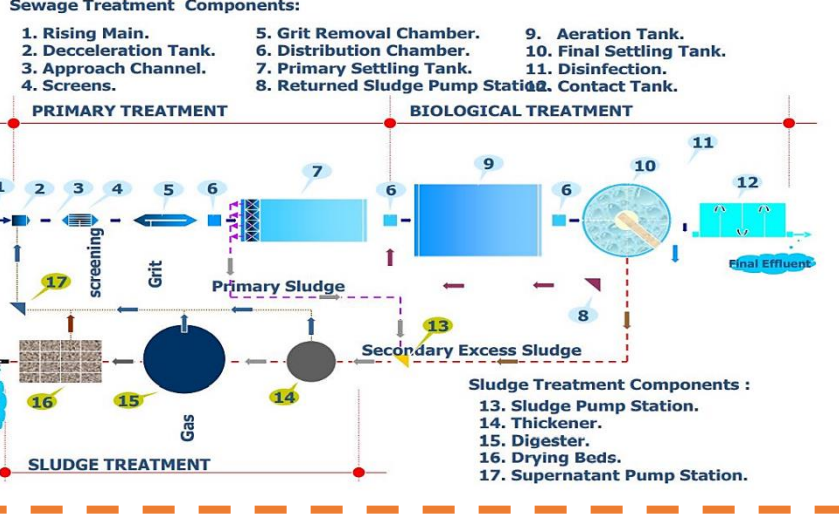 Sewage Treatment Components:
1. Rising Main.
2. Decceleration Tank.
3. Approach Channel.
4. Screens.
5. Grit Removal Chamber.
6. Distribution Chamber.
7. Primary Settling Tank.
8. Returned Sludge Pump Station.
9. Aeration Tank.
10. Final Settling Tank.
11. Disinfection.
12. Contact Tank.
PRIMARY TREATMENT
BIOLOGICAL TREATMENT
1
2
3
4
5
6
7
6
9
6
10
11
12
screening
Grit
Final Effluent
17
Primary Sludge
8
13
Secondary Excess Sludge
16
15
14
Gas
SLUDGE TREATMENT
Sludge Treatment Components :
13. Sludge Pump Station.
14. Thickener.
15. Digester.
16. Drying Beds.
17. Supernatant Pump Station.